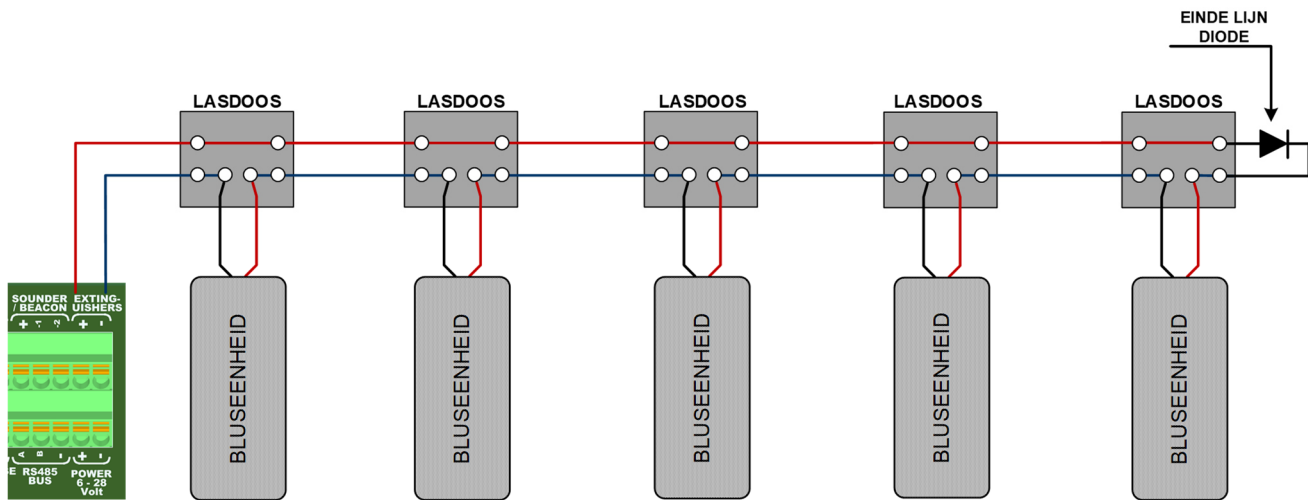 EINDE LIJN
DIODE
LASDOOS LASDOOS LASDOOS LASDOOS LASDOOS
SOUNDER EXTING-
/ BEACON UISHERS
+ -1 -2 + -
BLUSEENHEID BLUSEENHEID BLUSEENHEID BLUSEENHEID BLUSEENHEID
A B - + -
SE RS485 POWER
BUS 6 - 28
Volt